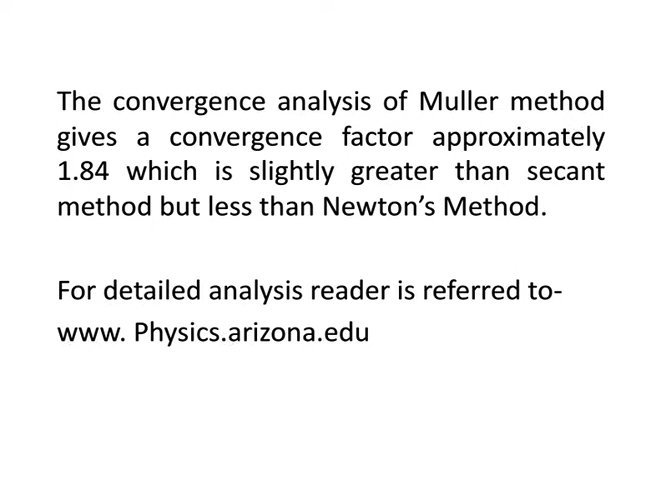 The convergence analysis of Muller method
gives a convergence factor approximately
1.84 which is slightly greater than secant
method but less than Newton’s Method.
For detailed analysis reader is referred to-
www. Physics.arizona.edu